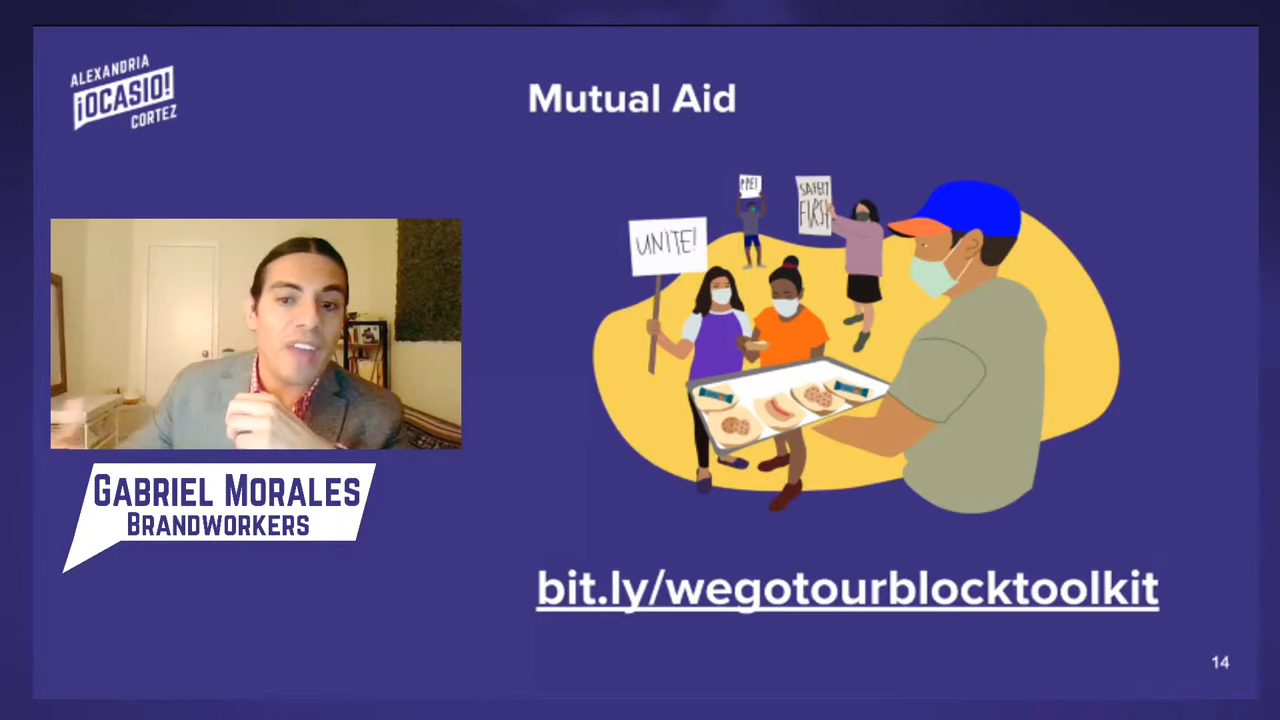 ALEXANDRIA
¡OCASIO!
CORTEZ
Mutual Aid
PPE!
SAFETY
FIRST
UNITE!
GABRIEL MORALES
BRANDWORKERS
bit.ly/wegotourblocktoolkit
14